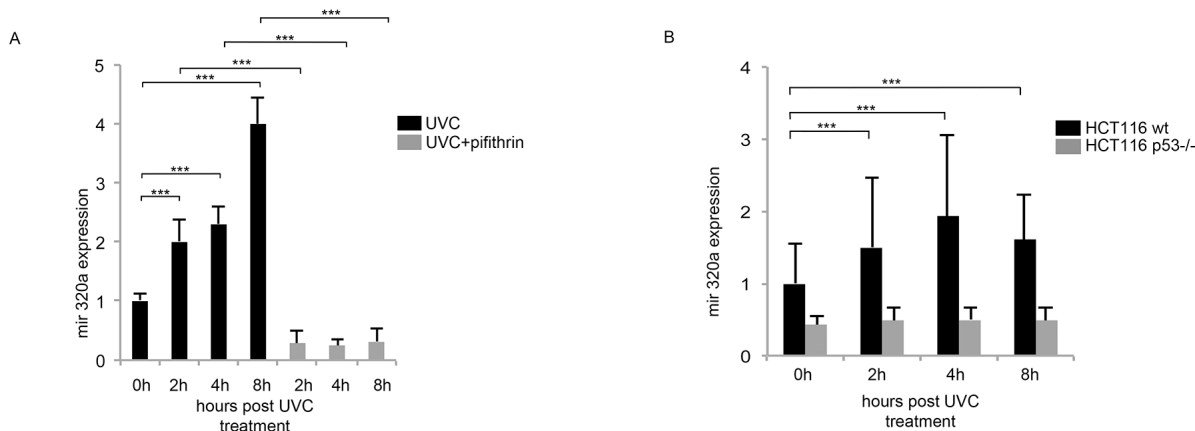 A
***
***
***
***
***
***
mir 320a expression
5
4
3
2
1
0
0h 2h 4h 8h 2h 4h 8h
hours post UVC
treatment
UVC
UVC+pifithrin
B
***
***
***
mir 320a expression
4
3
2
1
0
0h 2h 4h 8h
hours post UVC
treatment
HCT116 wt
HCT116 p53-/-